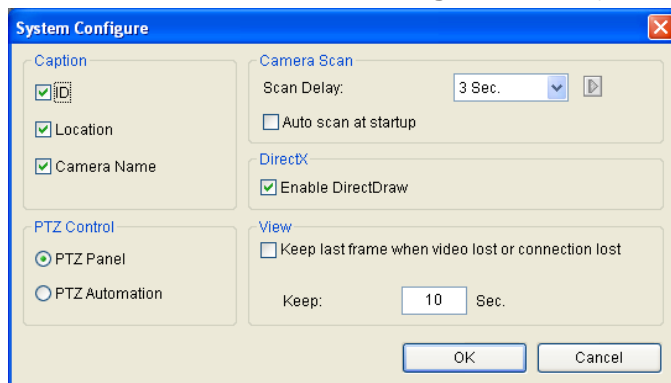 System Configure
Caption
ID
Location
Camera Name
Camera Scan
Scan Delay: 3 Sec.
Auto scan at startup
DirectX
Enable DirectDraw
PTZ Control
PTZ Panel
PTZ Automation
View
Keep last frame when video lost or connection lost
Keep: 10 Sec.
OK Cancel